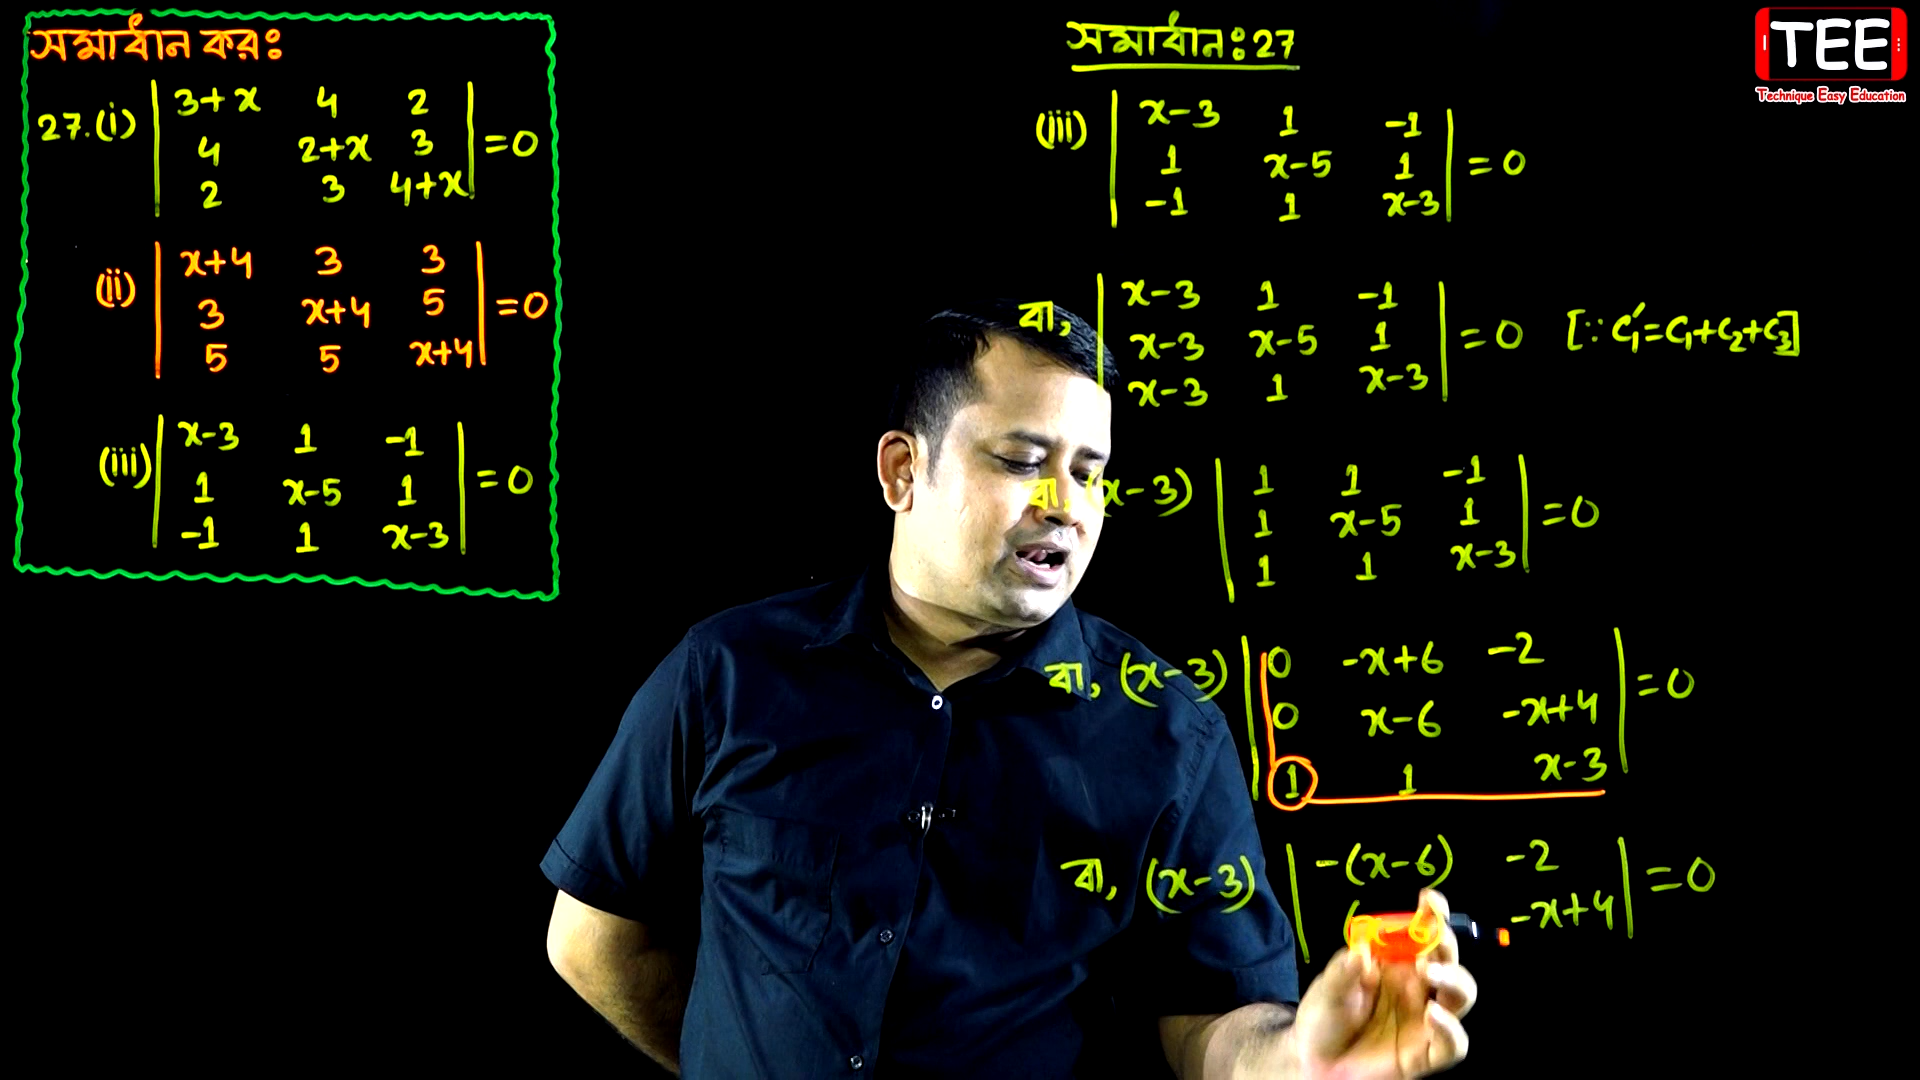 সমাধান কর:
27.(i) | 3+x 4 2 |
| 4 2+x 3 | =0
| 2 3 4+x |
(ii) | x+4 3 3 |
| 3 x+4 5 | =0
| 5 5 x+4 |
(iii) | x-3 1 -1 |
| 1 x-5 1 | =0
| -1 1 x-3 |
সমাধান: 27
(iii) | x-3 1 -1 |
| 1 x-5 1 | =0
| -1 1 x-3 |
বা, | x-3 1 -1 |
| x-3 x-5 1 | =0 [∵ C₁′=C₁+C₂+C₃]
| x-3 1 x-3 |
বা, (x-3) | 1 1 -1 |
| 1 x-5 1 | =0
| 1 1 x-3 |
বা, (x-3) | 0 -x+6 -2 |
| 0 x-6 -x+4 | =0
| 1 1 x-3 |
বা, (x-3) | -(x-6) -2 | =0
| -x+4 |
TEE
Technique Easy Education